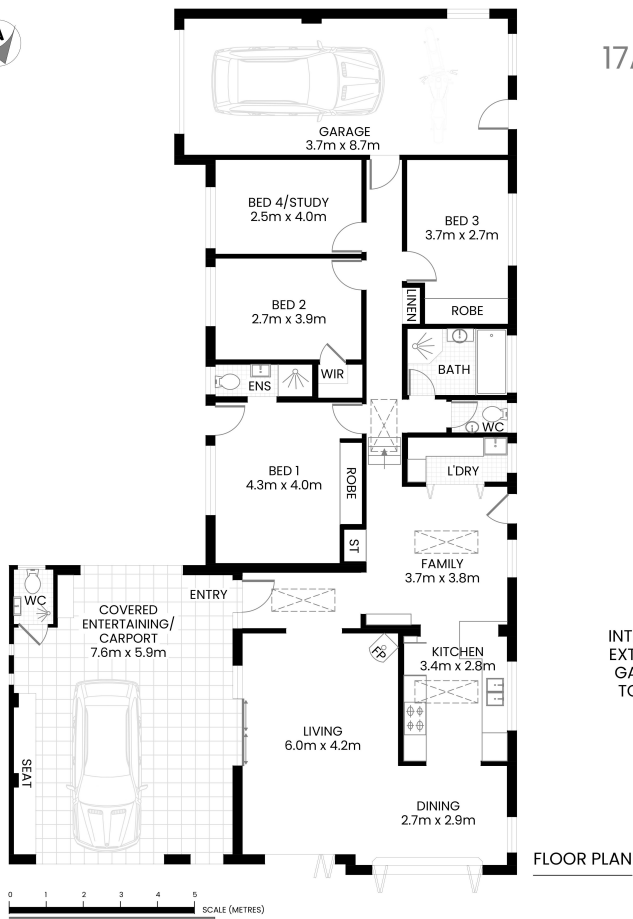 A
17A
GARAGE
3.7m x 8.7m
BED 4/STUDY
2.5m x 4.0m
BED 3
3.7m x 2.7m
BED 2
2.7m x 3.9m
LINEN
ROBE
BATH
ENS
WIR
WC
BED 1
4.3m x 4.0m
ROBE
L'DRY
ST
FAMILY
3.7m x 3.8m
WC
ENTRY
COVERED
ENTERTAINING/
CARPORT
7.6m x 5.9m
FP
KITCHEN
3.4m x 2.8m
LIVING
6.0m x 4.2m
SEAT
DINING
2.7m x 2.9m
FLOOR PLAN
0 1 2 3 4 5
SCALE (METRES)